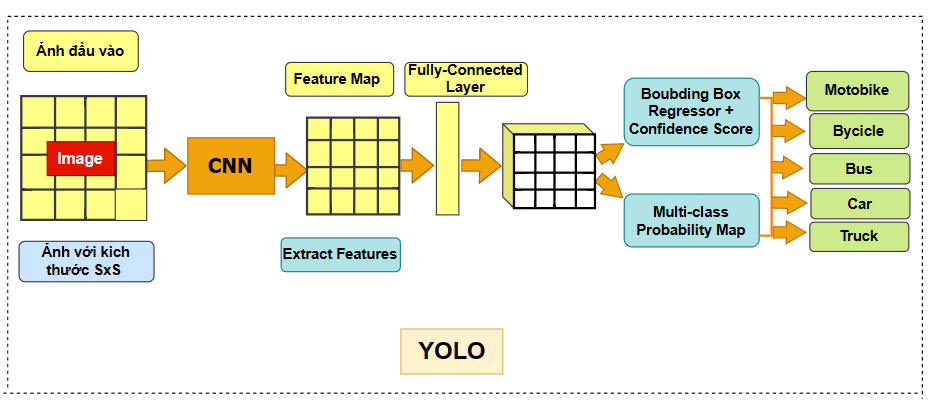 Ảnh đầu vào
Image
Ảnh với kich
thước SxS
CNN
Feature Map
Extract Features
Fully-Connected
Layer
Boubding Box
Regressor +
Confidence Score
Multi-class
Probability Map
Motobike
Bycicle
Bus
Car
Truck
YOLO